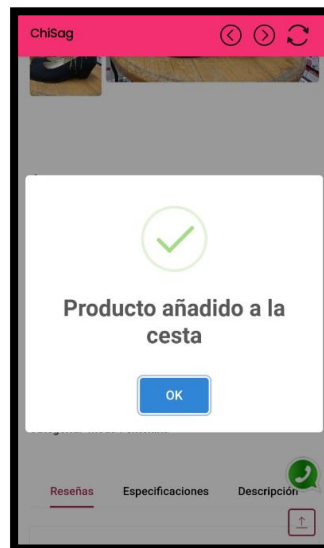 ChiSag
Producto añadido a la
cesta
OK
Reseñas Especificaciones Descripción